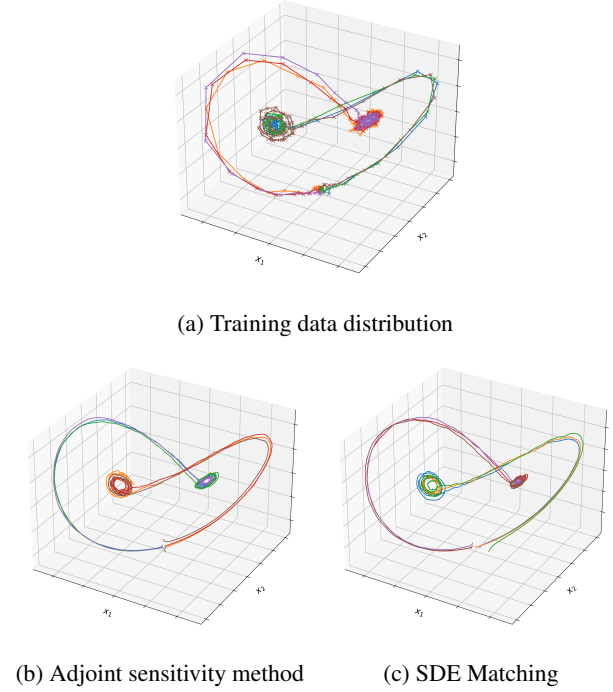 x₁
x₂
(a) Training data distribution
x₁
x₂
x₁
x₂
(b) Adjoint sensitivity method
(c) SDE Matching